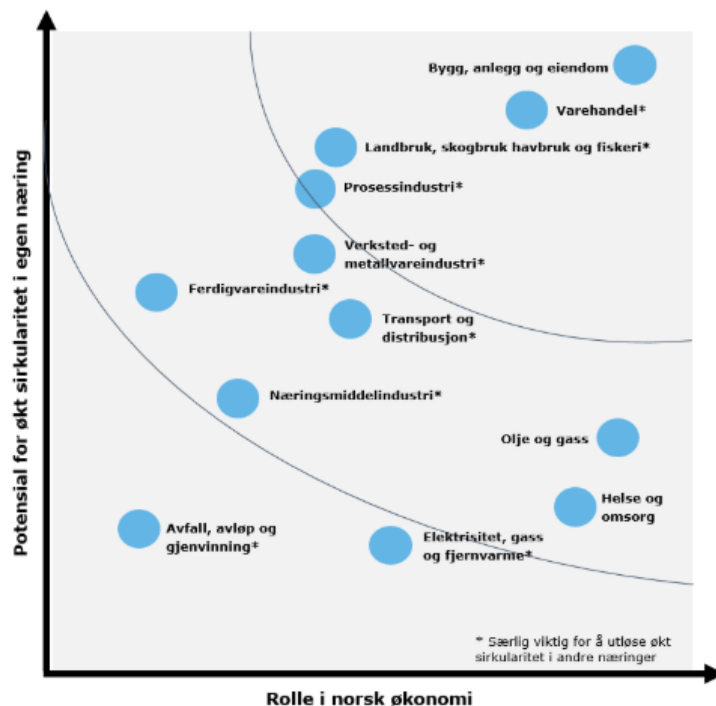 Potensial for økt sirkularitet i egen næring
Bygg, anlegg og eiendom
Varehandel*
Landbruk, skogbruk havbruk og fiskeri*
Prosessindustri*
Verksted- og
metallvareindustri*
Ferdigvareindustri*
Transport og
distribusjon*
Næringsmiddelindustri*
Olje og gass
Helse og
omsorg
Avfall, avløp og
gjenvinning*
Elektrisitet, gass
og fjernvarme*
* Særlig viktig for å utløse økt
sirkularitet i andre næringer
Rolle i norsk økonomi